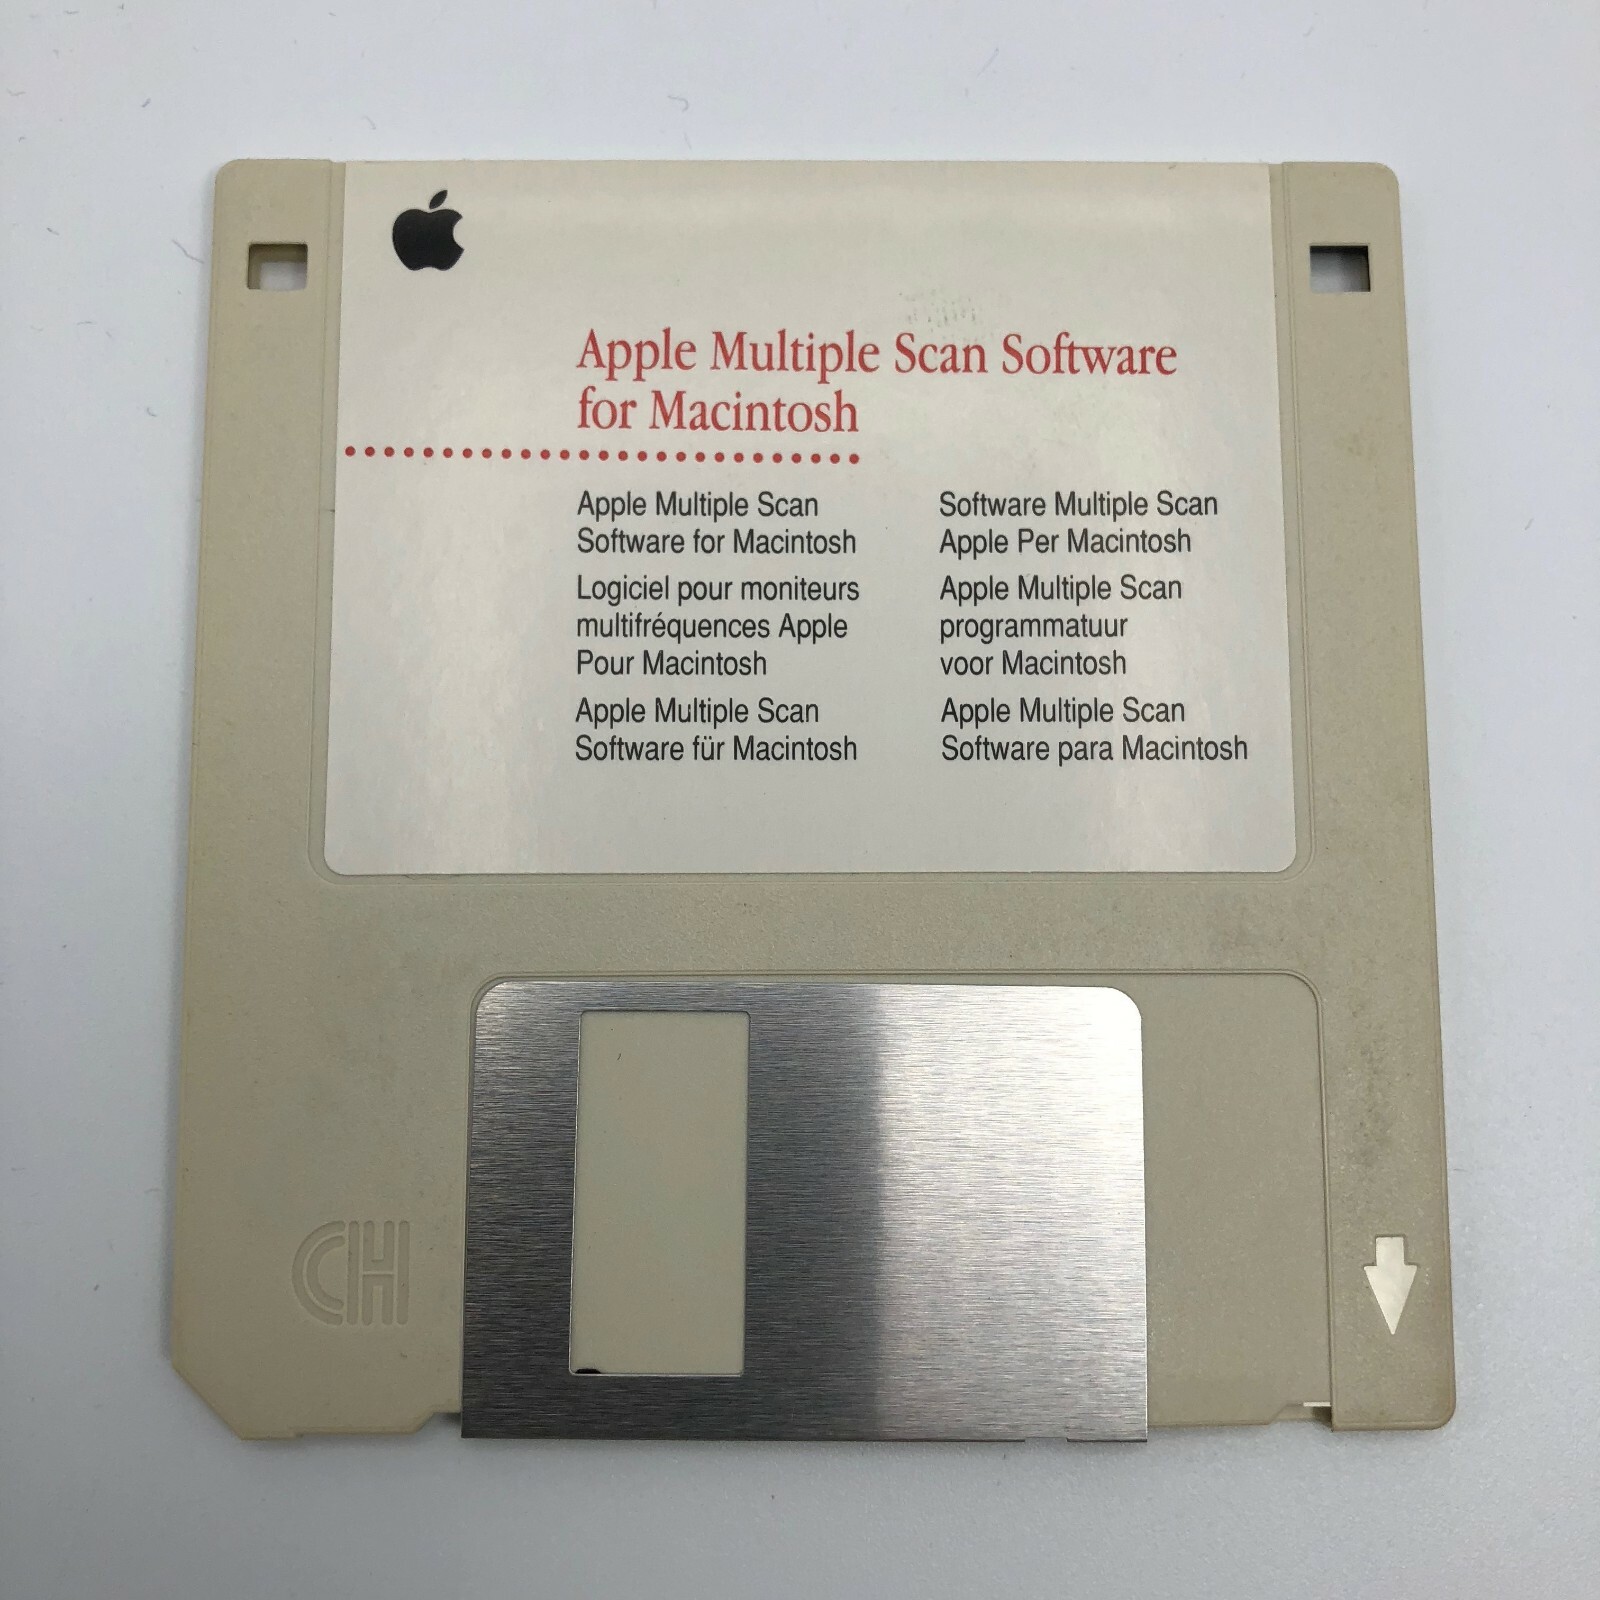 Apple Multiple Scan Software
for Macintosh
Apple Multiple Scan
Software for Macintosh
Logiciel pour moniteurs
multifréquences Apple
Pour Macintosh
Apple Multiple Scan
Software für Macintosh
Software Multiple Scan
Apple Per Macintosh
Apple Multiple Scan
programmatuur
voor Macintosh
Apple Multiple Scan
Software para Macintosh
CH